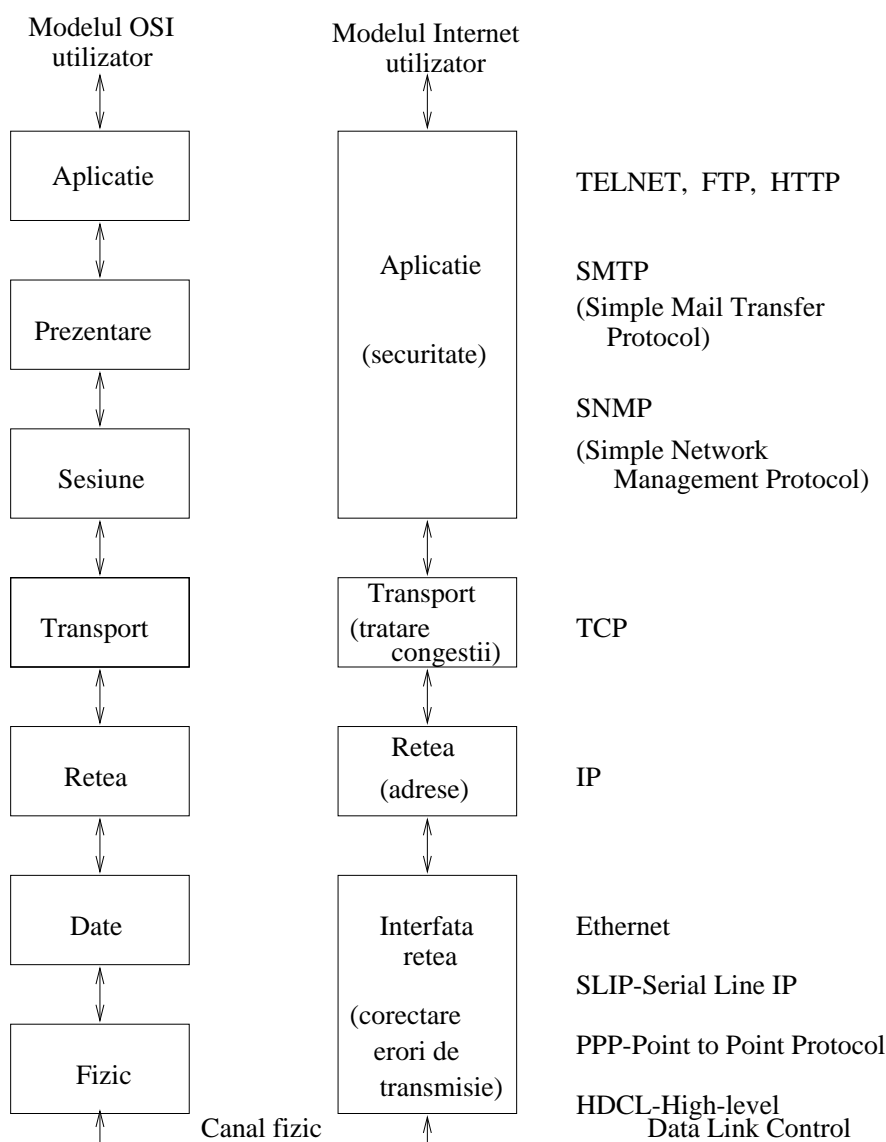 Modelul OSI
utilizator
Aplicatie
Prezentare
Sesiune
Transport
Retea
Date
Fizic
Modelul Internet
utilizator
Aplicatie
(securitate)
Transport
(tratare
congestii)
Retea
(adrese)
Interfata
retea
(corectare
erori de
transmisie)
TELNET, FTP, HTTP
SMTP
(Simple Mail Transfer
Protocol)
SNMP
(Simple Network
Management Protocol)
TCP
IP
Ethernet
SLIP-Serial Line IP
PPP-Point to Point Protocol
HDCL-High-level
Data Link Control
Canal fizic